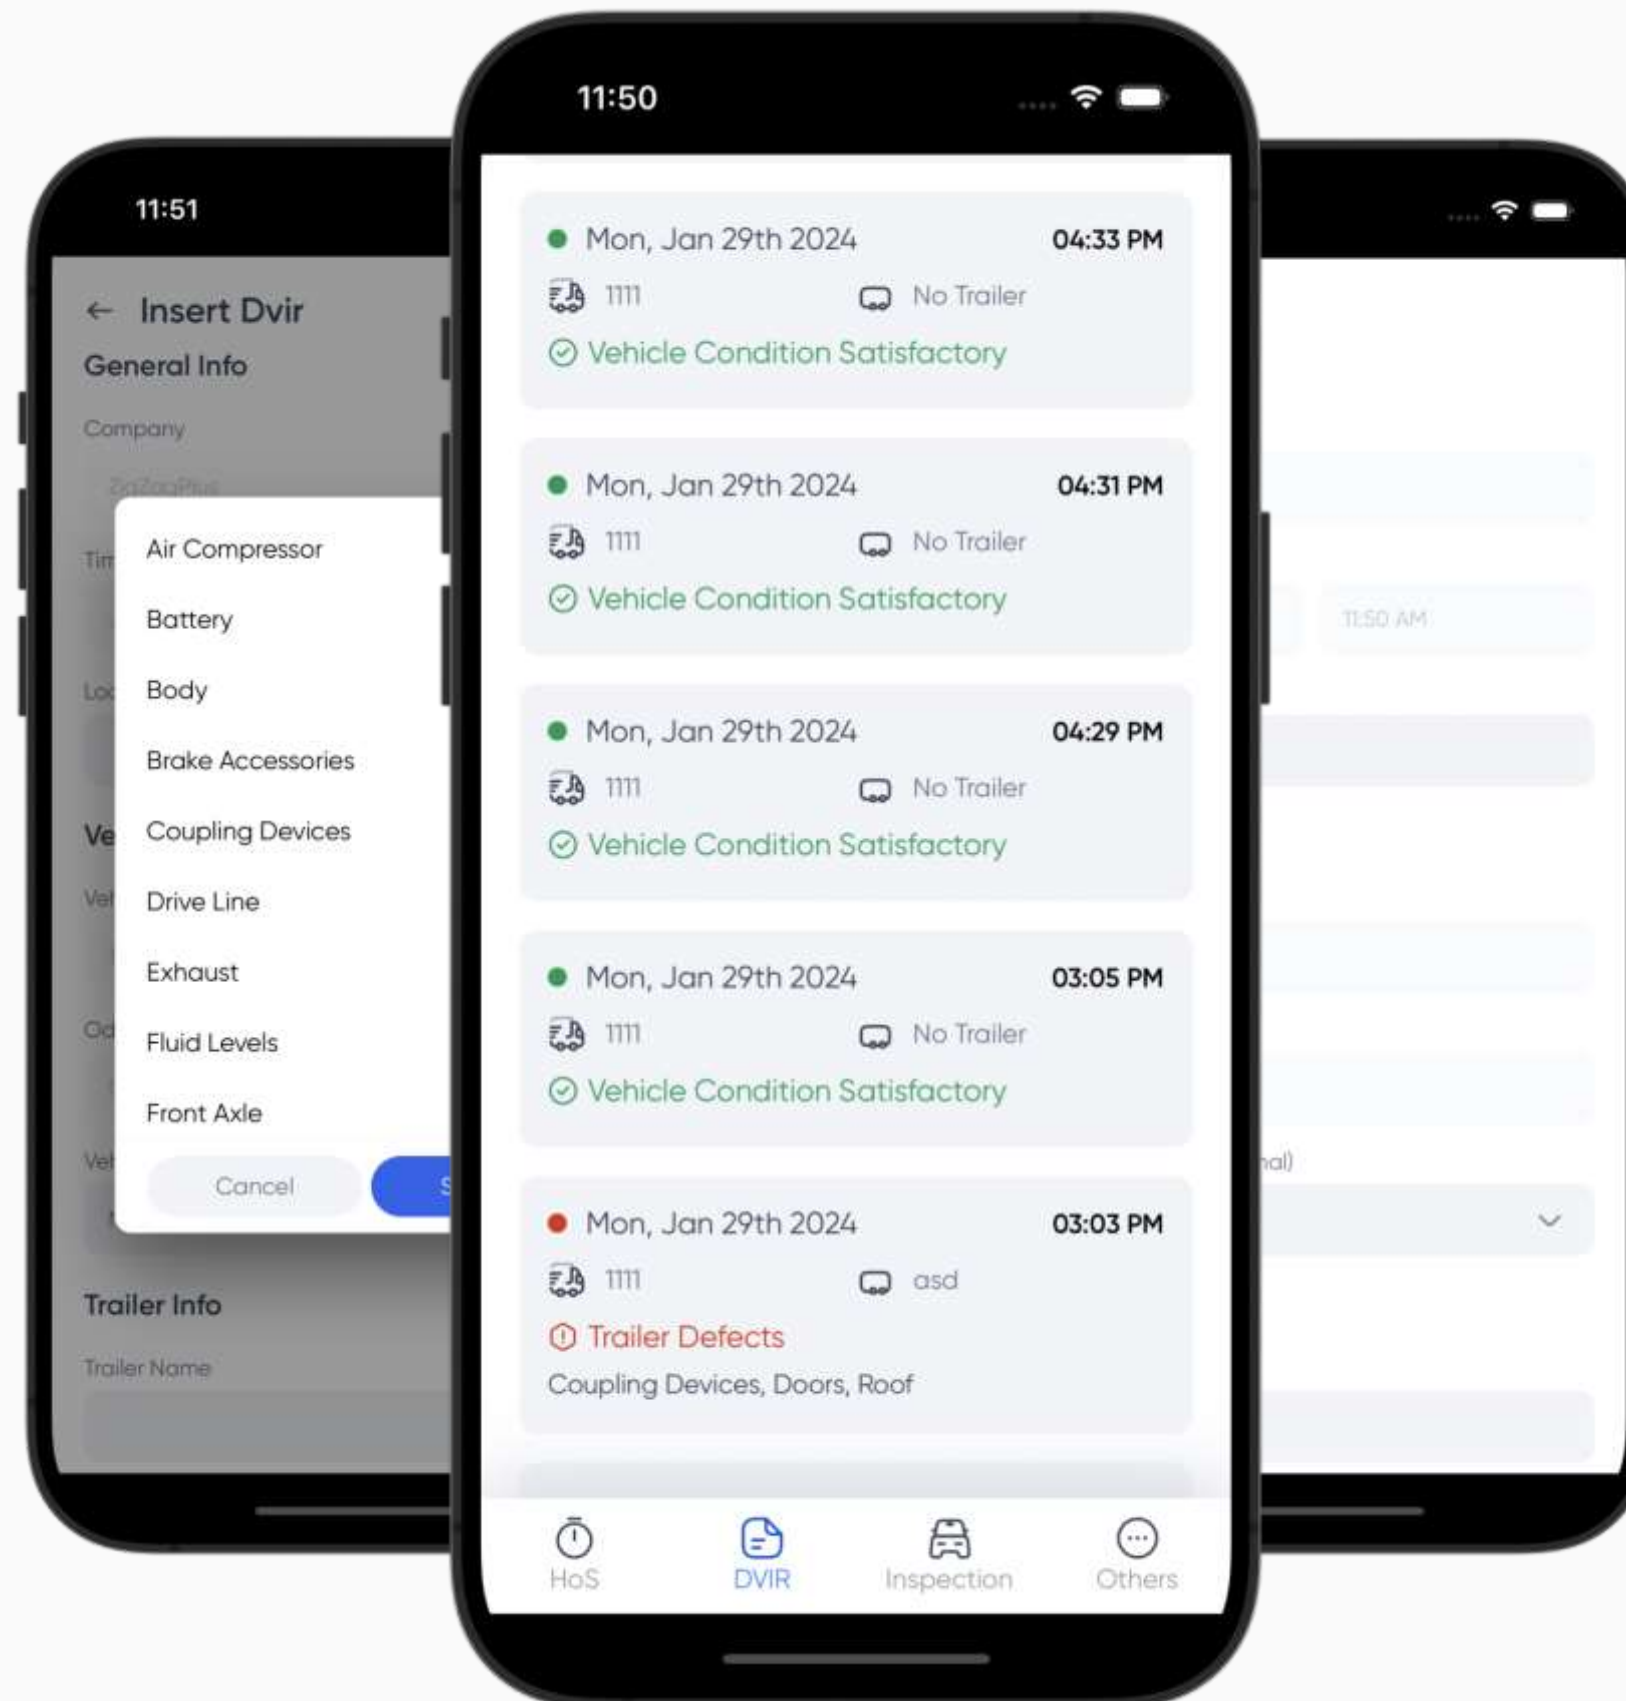 11:51
Insert Dvir
General Info
Company
ZigZagPlus
Air Compressor
Battery
Body
Brake Accessories
Coupling Devices
Drive Line
Exhaust
Fluid Levels
Front Axle
Cancel
Trailer Info
Trailer Name
11:50
Mon, Jan 29th 2024 04:33 PM
1111 No Trailer
Vehicle Condition Satisfactory
Mon, Jan 29th 2024 04:31 PM
1111 No Trailer
Vehicle Condition Satisfactory
Mon, Jan 29th 2024 04:29 PM
1111 No Trailer
Vehicle Condition Satisfactory
Mon, Jan 29th 2024 03:05 PM
1111 No Trailer
Vehicle Condition Satisfactory
Mon, Jan 29th 2024 03:03 PM
1111 asd
Trailer Defects
Coupling Devices, Doors, Roof
HoS DVIR Inspection Others
11:50 AM